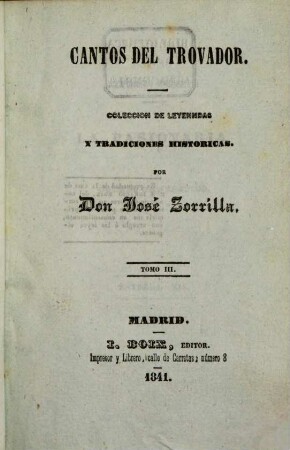 CANTOS DEL TROVADOR.
COLECCION DE LEYENDAS
Y TRADICIONES HISTORICAS.
POR
Don José Zorrilla.
TOMO III.
MADRID.
I. BOIX, EDITOR.
Impresor y Librero, calle de Carretas, número 8
1841.